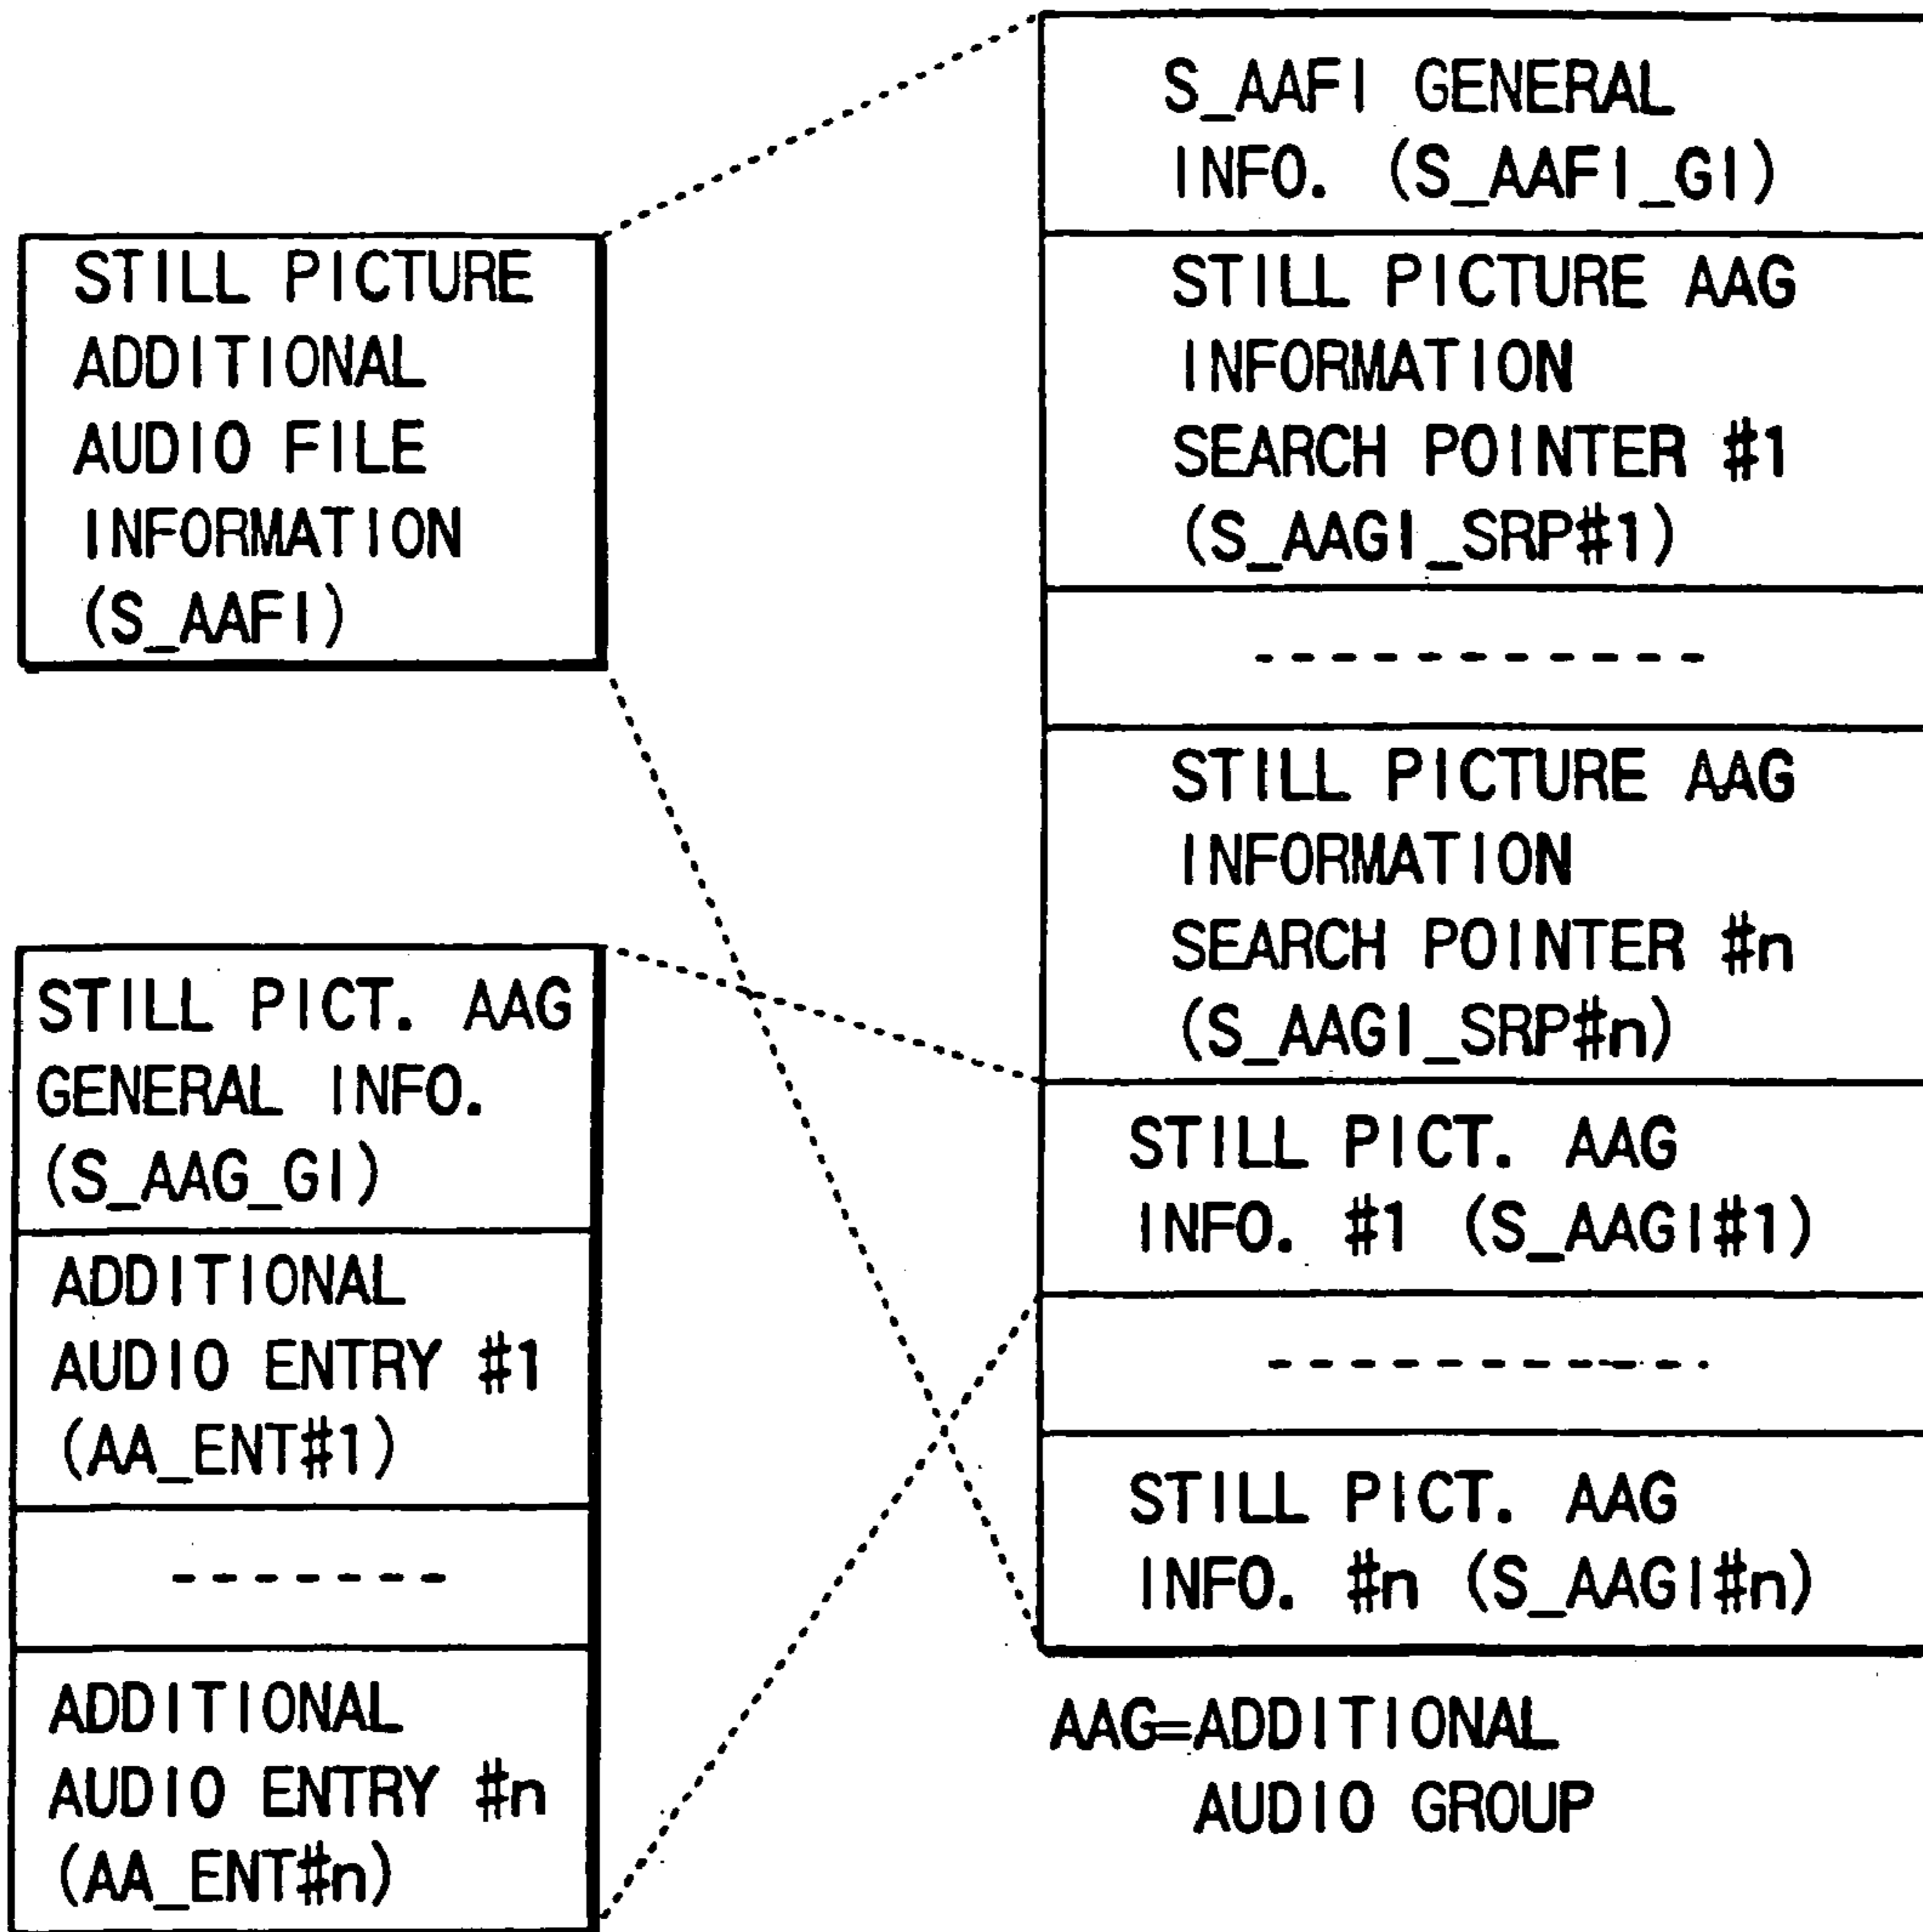 STILL PICTURE
ADDITIONAL
AUDIO FILE
INFORMATION
(S_AAFI)
S_AAFI GENERAL
INFO. (S_AAFI_GI)
STILL PICTURE AAG
INFORMATION
SEARCH POINTER #1
(S_AAGI_SRP#1)
STILL PICTURE AAG
INFORMATION
SEARCH POINTER #n
(S_AAGI_SRP#n)
STILL PICT. AAG
INFO. #1 (S_AAGI#1)
STILL PICT. AAG
INFO. #n (S_AAGI#n)
STILL PICT. AAG
GENERAL INFO.
(S_AAG_GI)
ADDITIONAL
AUDIO ENTRY #1
(AA_ENT#1)
ADDITIONAL
AUDIO ENTRY #n
(AA_ENT#n)
AAG=ADDITIONAL
AUDIO GROUP